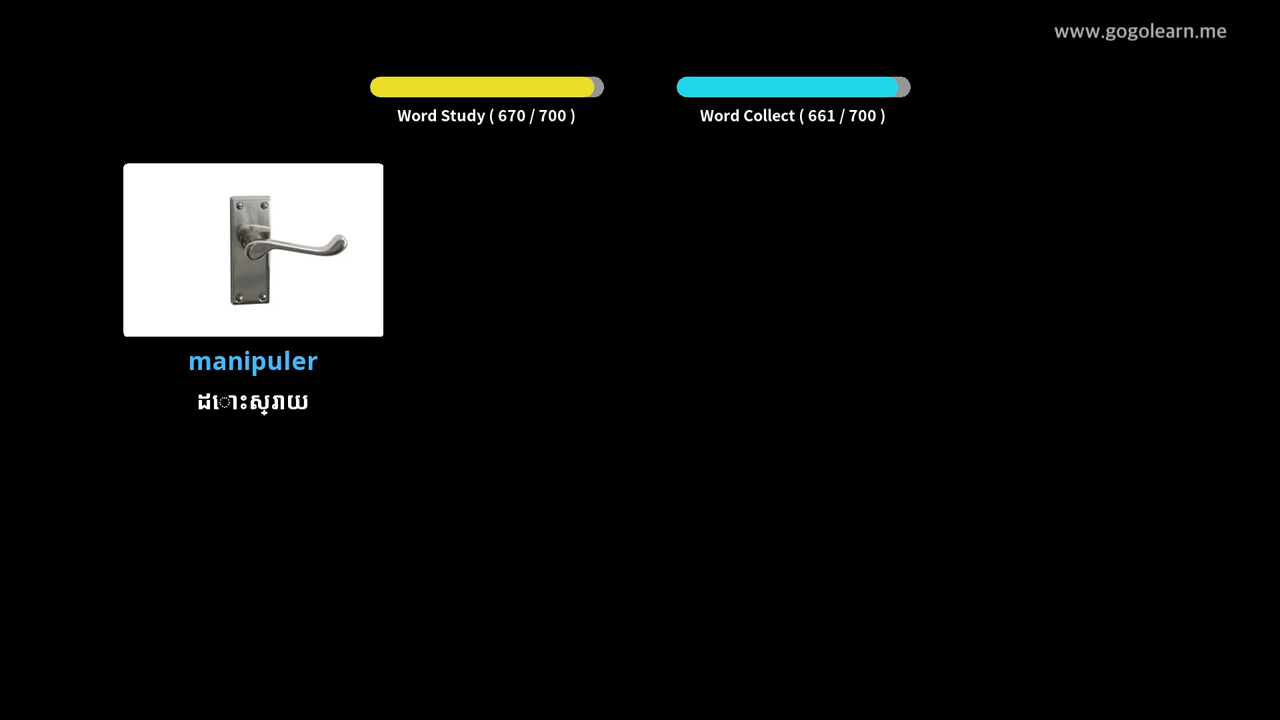 www.gogolearn.me
Word Study ( 670 / 700 )
Word Collect ( 661 / 700 )
manipuler
ដោះស្រាយ